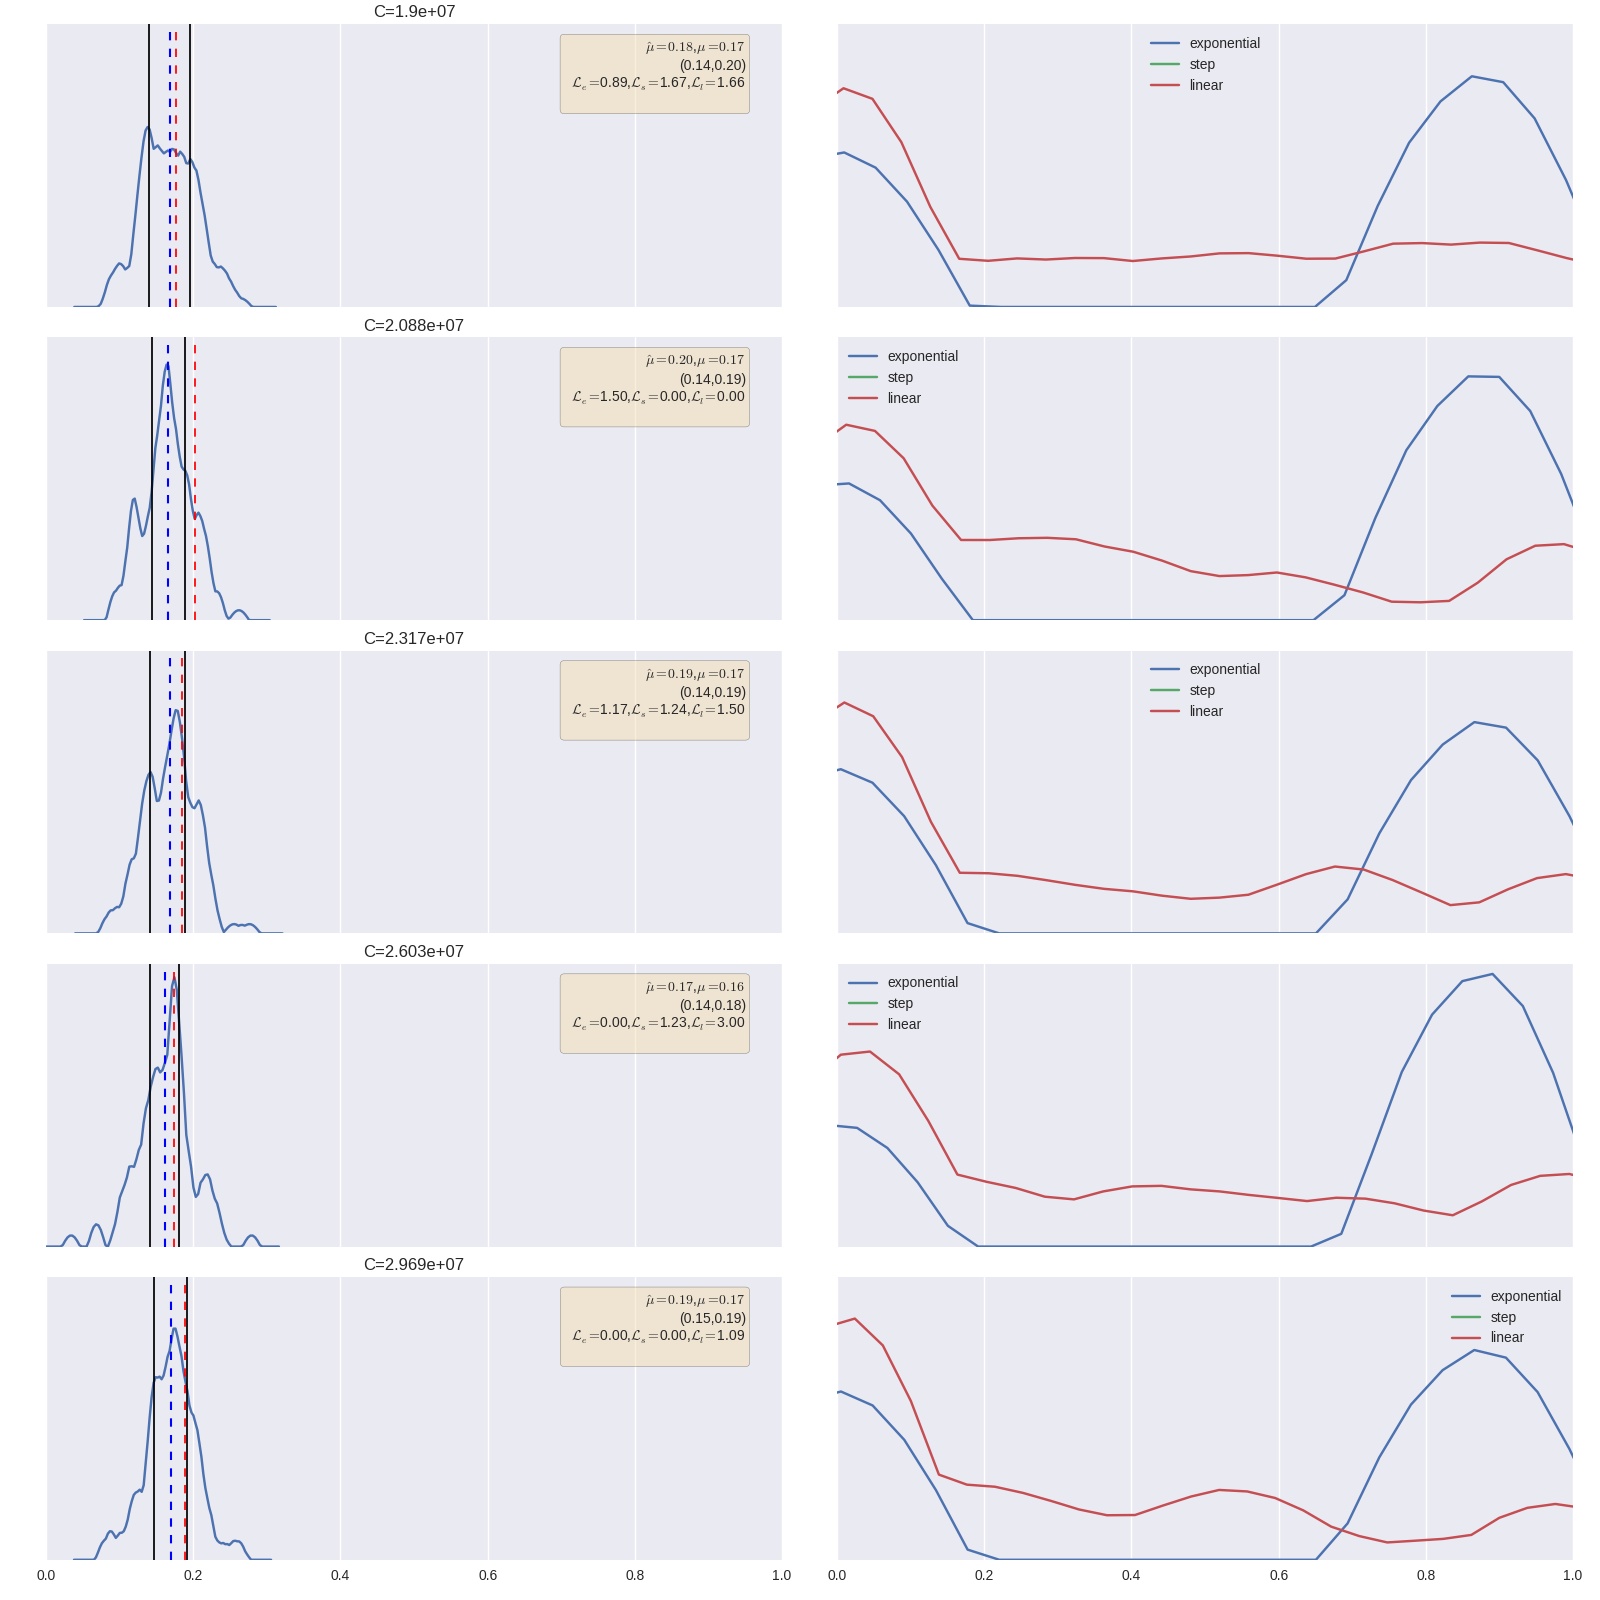 C=1.9e+07
μ̂=0.18,μ=0.17
(0.14,0.20)
ℒₑ=0.89,ℒₛ=1.67,ℒₗ=1.66
exponential
step
linear
C=2.088e+07
μ̂=0.20,μ=0.17
(0.14,0.19)
ℒₑ=1.50,ℒₛ=0.00,ℒₗ=0.00
exponential
step
linear
C=2.317e+07
μ̂=0.19,μ=0.17
(0.14,0.19)
ℒₑ=1.17,ℒₛ=1.24,ℒₗ=1.50
exponential
step
linear
C=2.603e+07
μ̂=0.17,μ=0.16
(0.14,0.18)
ℒₑ=0.00,ℒₛ=1.23,ℒₗ=3.00
exponential
step
linear
C=2.969e+07
μ̂=0.19,μ=0.17
(0.15,0.19)
ℒₑ=0.00,ℒₛ=0.00,ℒₗ=1.09
exponential
step
linear
0.0 0.2 0.4 0.6 0.8 1.0
0.0 0.2 0.4 0.6 0.8 1.0